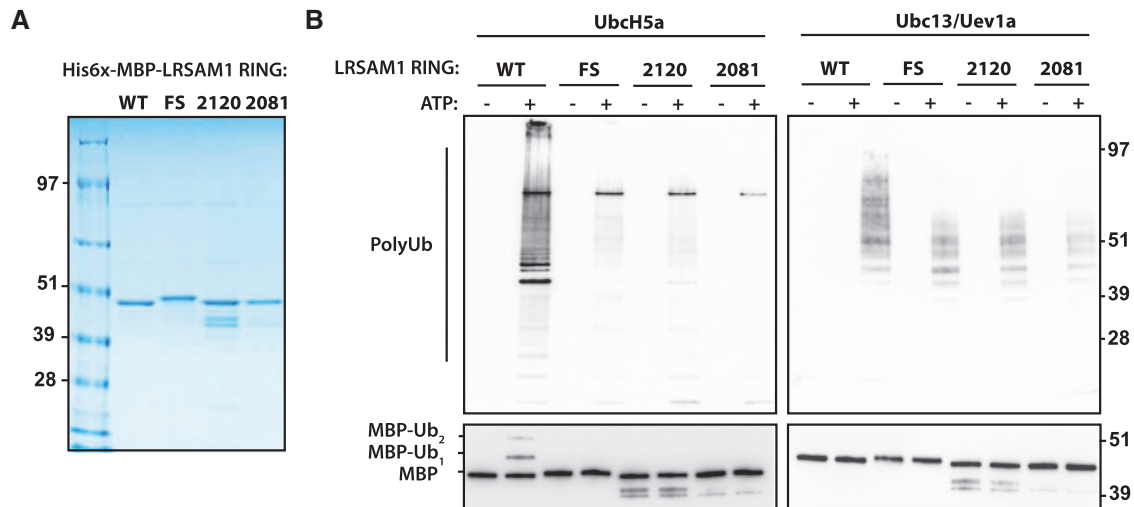 A
His6x-MBP-LRSAM1 RING:
WT FS 2120 2081
97
51
39
28
B
UbcH5a Ubc13/Uev1a
LRSAM1 RING: WT FS 2120 2081 WT FS 2120 2081
ATP: - + - + - + - + - + - + - + - +
PolyUb
97
51
39
28
MBP-Ub2
MBP-Ub1
MBP
51
39